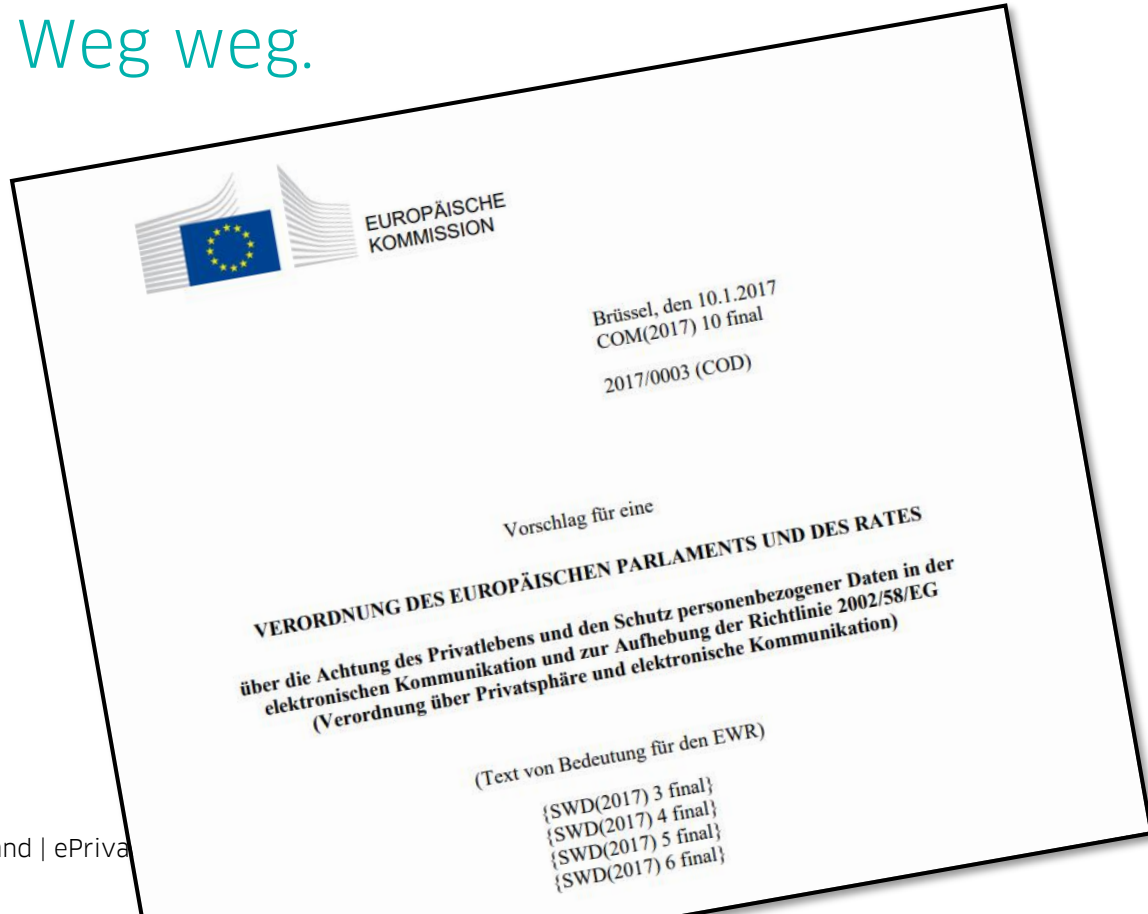 Weg weg.
EUROPÄISCHE
KOMMISSION
Brüssel, den 10.1.2017
COM(2017) 10 final
2017/0003 (COD)
Vorschlag für eine
VERORDNUNG DES EUROPÄISCHEN PARLAMENTS UND DES RATES
über die Achtung des Privatlebens und den Schutz personenbezogener Daten in der
elektronischen Kommunikation und zur Aufhebung der Richtlinie 2002/58/EG
(Verordnung über Privatsphäre und elektronische Kommunikation)
(Text von Bedeutung für den EWR)
{SWD(2017) 3 final}
{SWD(2017) 4 final}
{SWD(2017) 5 final}
{SWD(2017) 6 final}
nd | ePriva